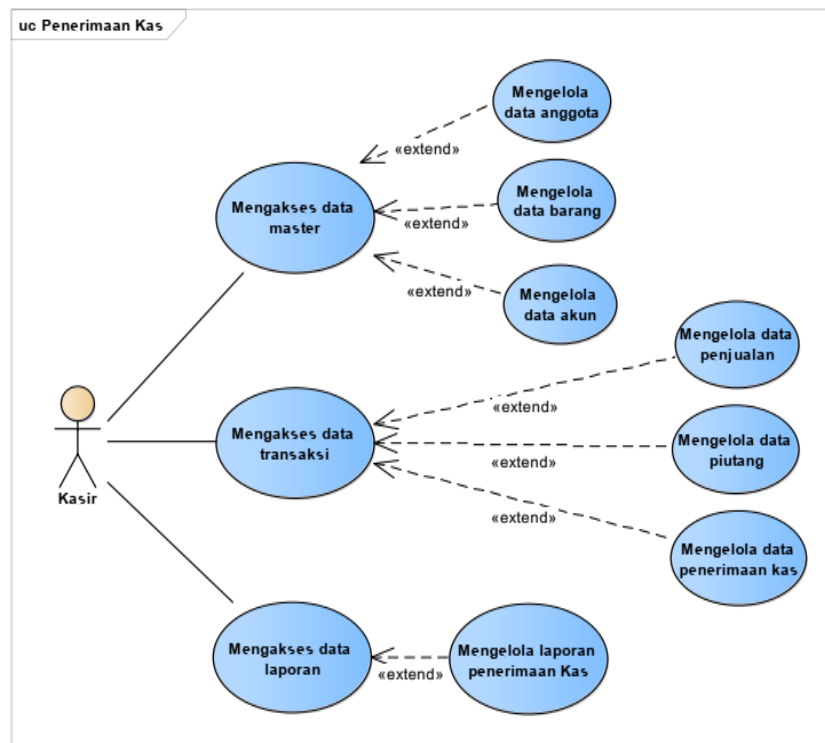 uc Penerimaan Kas
Mengelola
data anggota
«extend»
Mengakses data
master
Mengelola
data barang
«extend»
Mengelola
data akun
«extend»
Mengelola data
penjualan
«extend»
Mengakses data
transaksi
Mengelola data
piutang
«extend»
Kasir
«extend»
Mengelola data
penerimaan kas
Mengakses data
laporan
Mengelola laporan
penerimaan Kas
«extend»